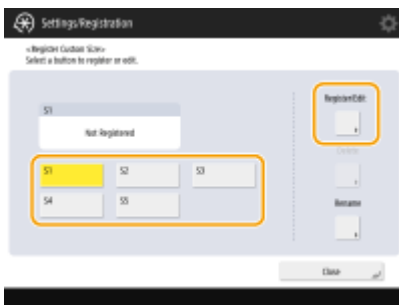 Settings/Registration
<Register Custom Size>
Select a button to register or edit.
S1
Not Registered
Register/Edit
S1
S2
S3
Delete
S4
S5
Rename
Close